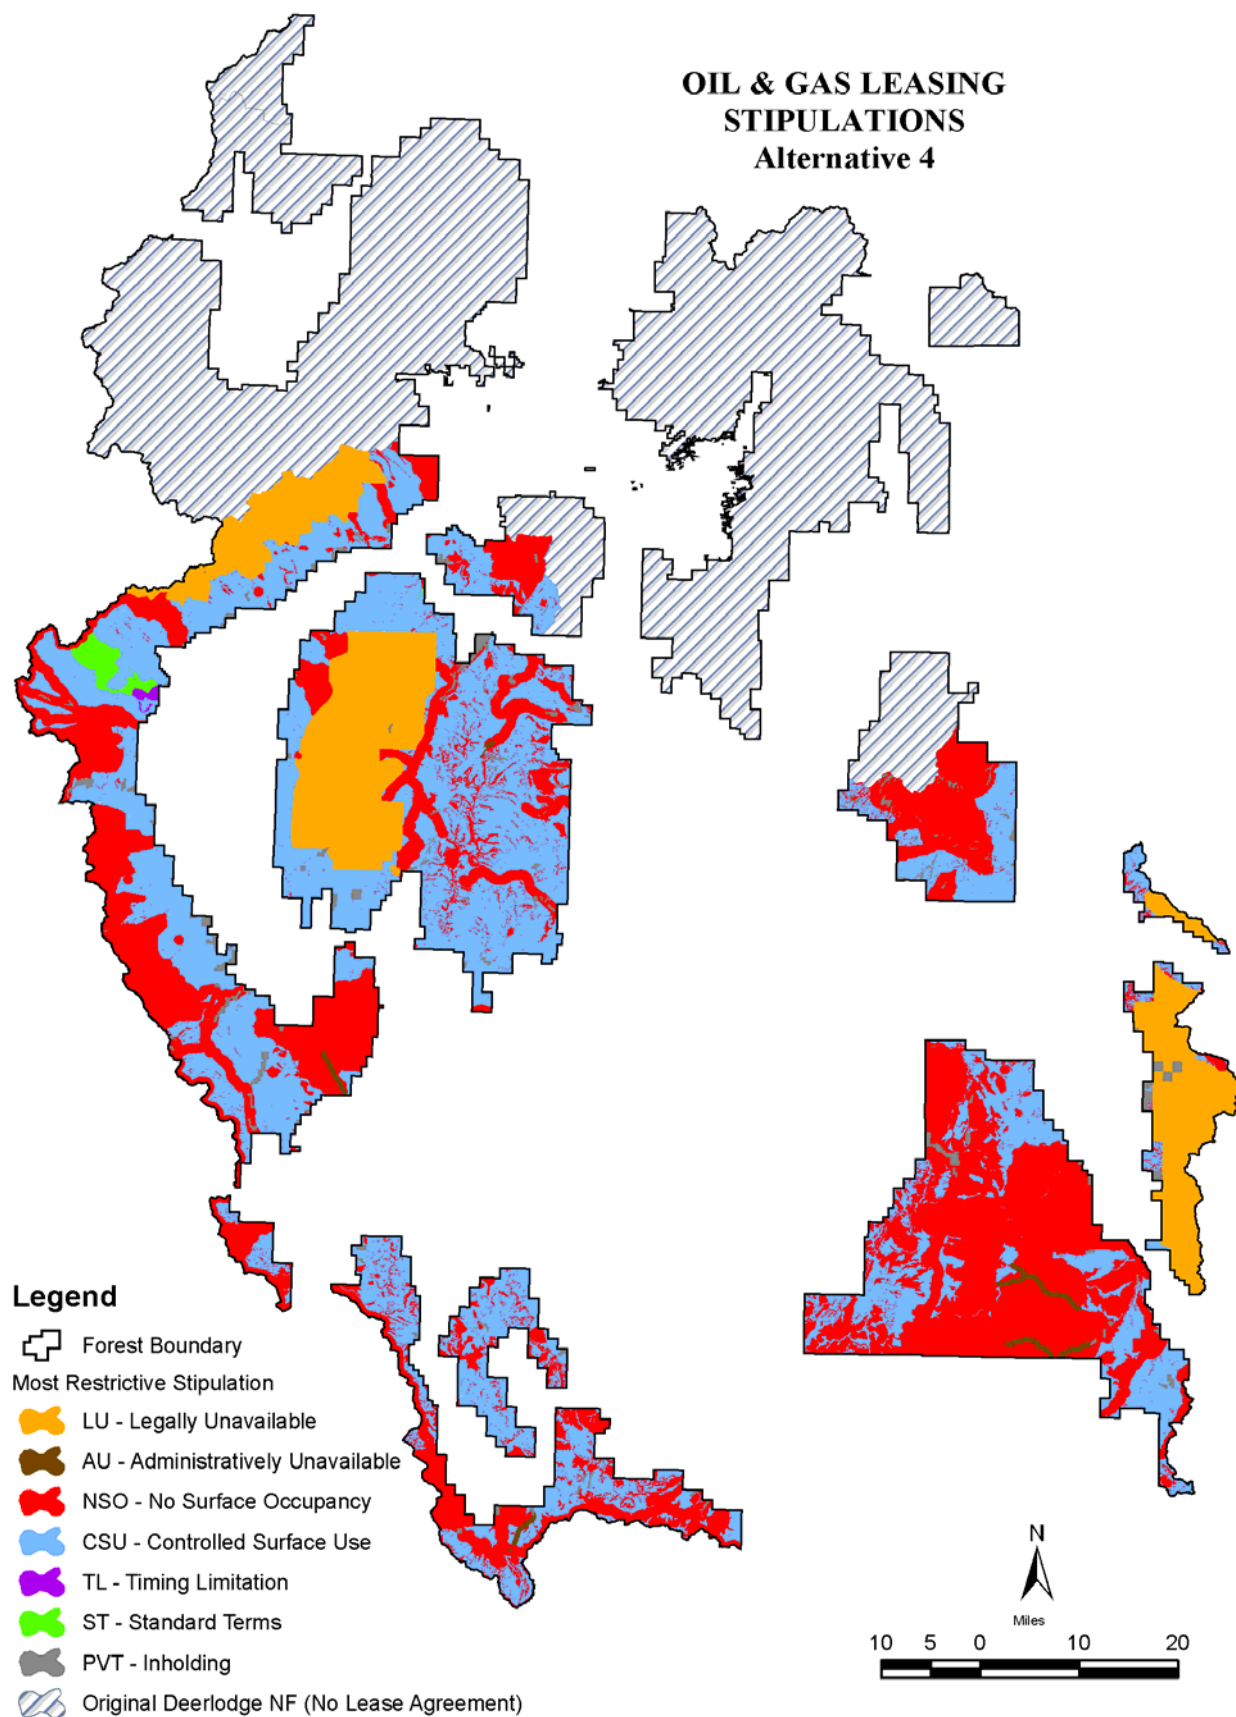 OIL & GAS LEASING
STIPULATIONS
Alternative 4
Legend
Forest Boundary
Most Restrictive Stipulation
LU - Legally Unavailable
AU - Administratively Unavailable
NSO - No Surface Occupancy
CSU - Controlled Surface Use
TL - Timing Limitation
ST - Standard Terms
PVT - Inholding
Original Deerlodge NF (No Lease Agreement)
N
Miles
10 5 0 10 20